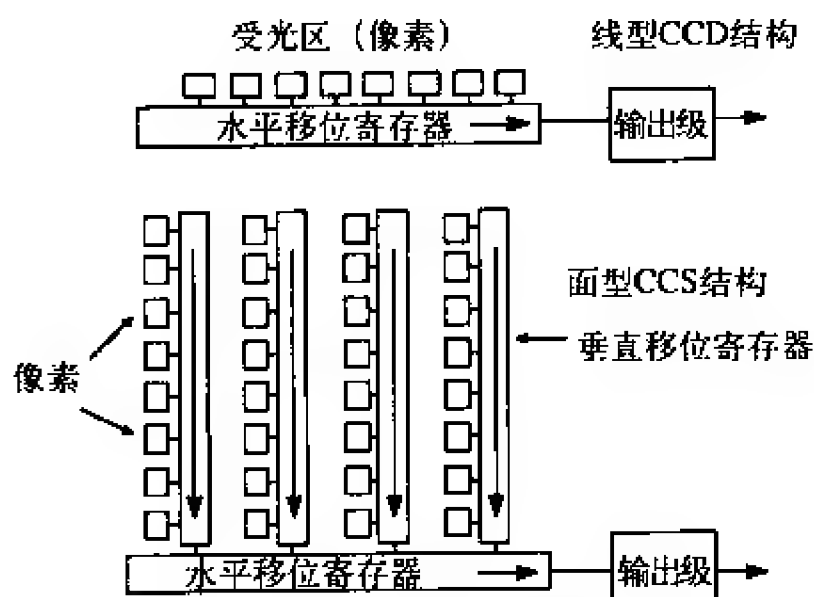 受光区（像素）
线型CCD结构
水平移位寄存器
输出级
面型CCS结构
垂直移位寄存器
像素
水平移位寄存器
输出级